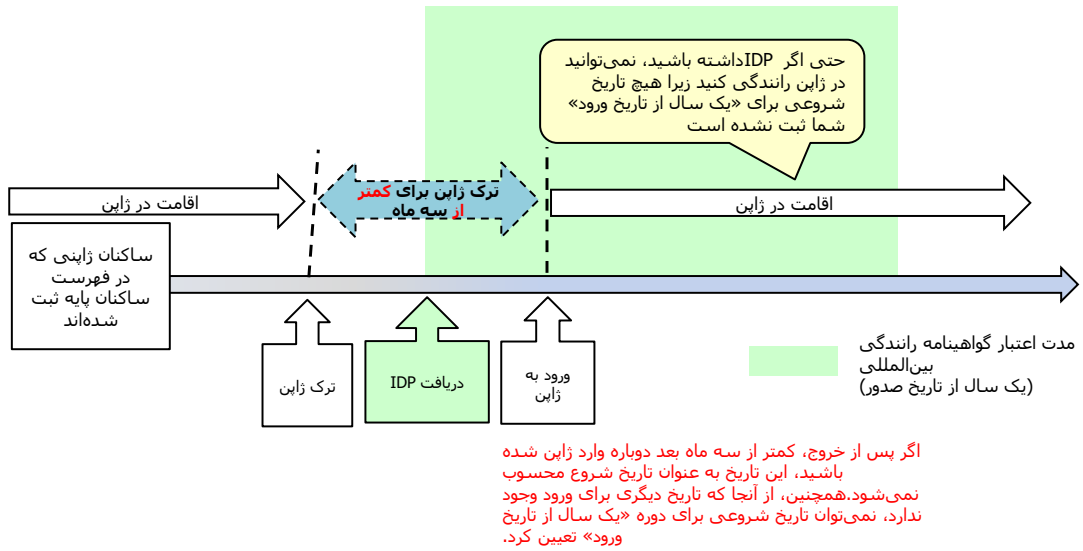 حتی اگر IDPداشته باشید، نمی‌توانید
در ژاپن رانندگی کنید زیرا هیچ تاریخ
شروعی برای «یک سال از تاریخ ورود»
شما ثبت نشده است
اقامت در ژاپن
ترک ژاپن برای کمتر
از سه ماه
اقامت در ژاپن
ساکنان ژاپنی که
در فهرست
ساکنان پایه ثبت
شده‌اند
ترک ژاپن
دریافت IDP
ورود به
ژاپن
مدت اعتبار گواهینامه رانندگی
بین‌المللی
(یک سال از تاریخ صدور)
اگر پس از خروج، کمتر از سه ماه بعد دوباره وارد ژاپن شده
باشید، این تاریخ به عنوان تاریخ شروع محسوب
نمی‌شود.همچنین، از آنجا که تاریخ دیگری برای ورود وجود
ندارد، نمی‌توان تاریخ شروعی برای دوره «یک سال از تاریخ
ورود» تعیین کرد.